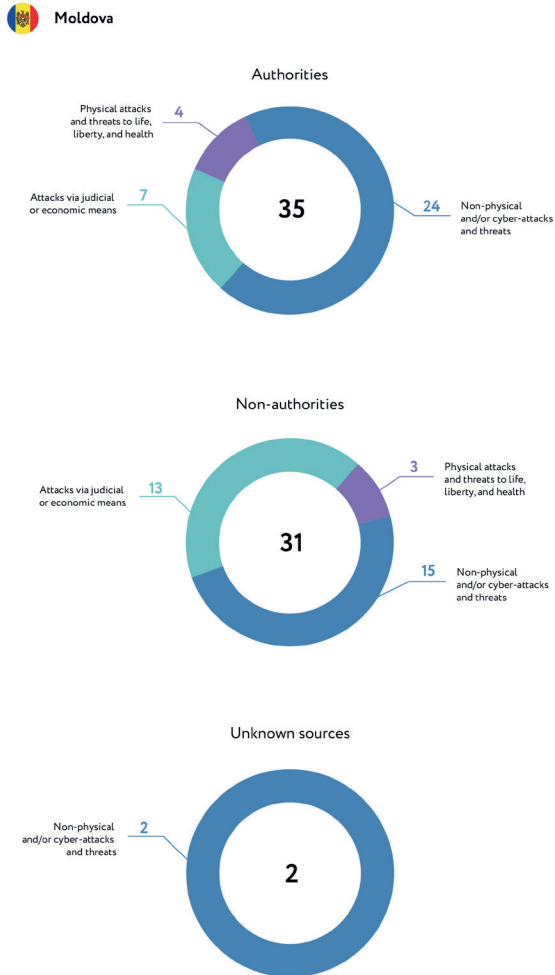 Moldova
Authorities
Physical attacks
and threats to life,
liberty, and health
4
Attacks via judicial
or economic means
7
35
24
Non-physical
and/or cyber-attacks
and threats
Non-authorities
Attacks via judicial
or economic means
13
31
3
Physical attacks
and threats to life,
liberty, and health
15
Non-physical
and/or cyber-attacks
and threats
Unknown sources
Non-physical
and/or cyber-attacks
and threats
2
2